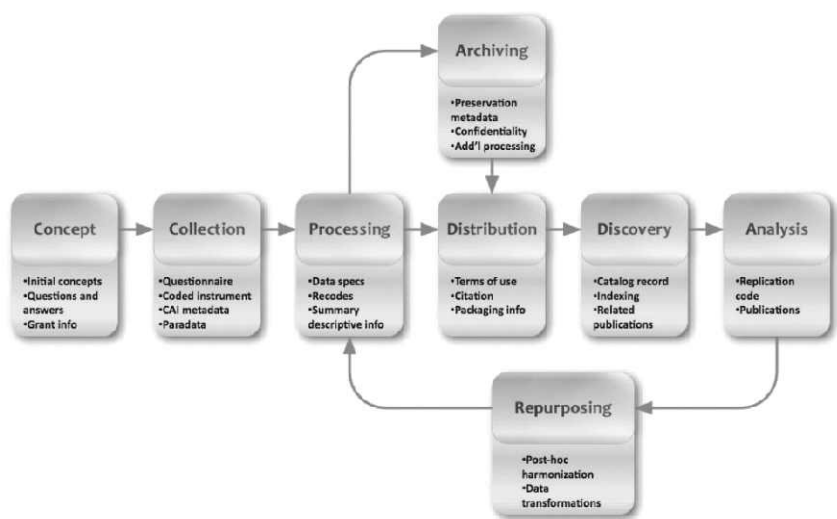 Archiving
•Preservation
metadata
•Confidentiality
•Add'l processing
Concept
•Initial concepts
•Questions and
answers
•Grant info
Collection
•Questionnaire
•Coded instrument
•CAI metadata
•Paradata
Processing
•Data specs
•Recodes
•Summary
descriptive info
Distribution
•Terms of use
•Citation
•Packaging info
Discovery
•Catalog record
•Indexing
•Related
publications
Analysis
•Replication
code
•Publications
Repurposing
•Post-hoc
harmonization
•Data
transformations